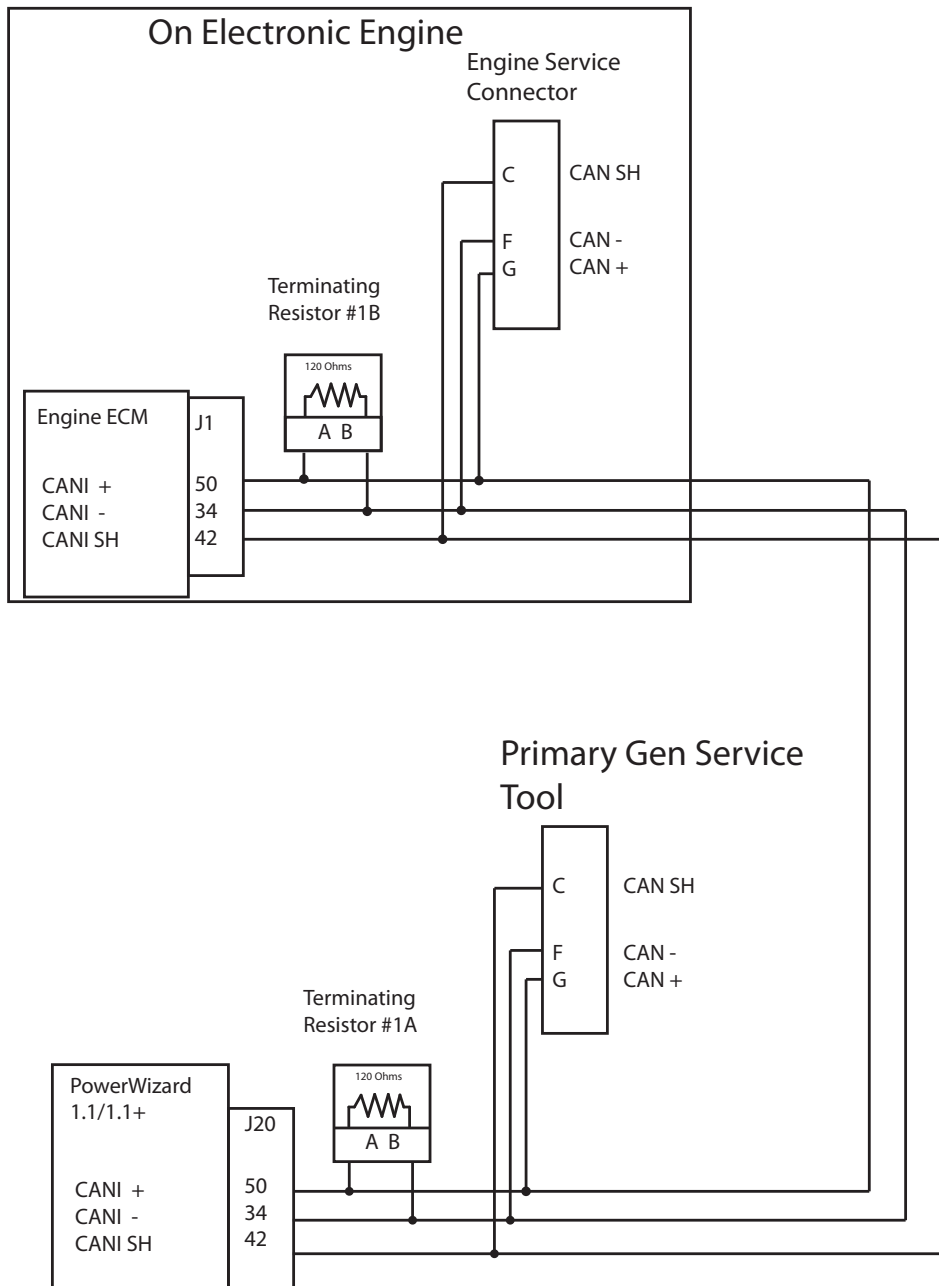 On Electronic Engine
Engine Service
Connector
C CAN SH
F CAN -
G CAN +
Terminating
Resistor #1B
120 Ohms
A B
Engine ECM
J1
CANI + 50
CANI - 34
CANI SH 42
Primary Gen Service
Tool
C CAN SH
F CAN -
G CAN +
Terminating
Resistor #1A
120 Ohms
A B
PowerWizard
1.1/1.1+
J20
CANI + 50
CANI - 34
CANI SH 42